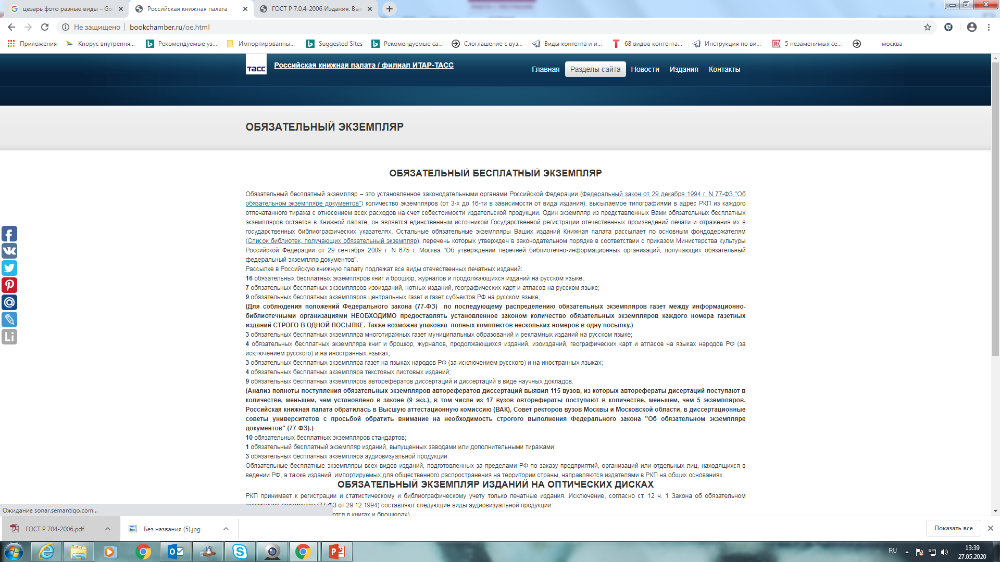 цезарь фото разные виды – Goo
Российская книжная палата
ГОСТ Р 7.0.4-2006 Издания. Вых
Не защищено
bookchamber.ru/oe.html
Приложения
Кнорус внутрення...
Рекомендуемые уз...
Импортированны...
Suggested Sites
Рекомендуемые са...
Слоглашение с вуз...
Виды контента и и...
68 видов контента...
Инструкция по ви...
5 незаменимых се...
москва
тасс
Российская книжная палата / филиал ИТАР-ТАСС
Главная
Разделы сайта
Новости
Издания
Контакты
ОБЯЗАТЕЛЬНЫЙ ЭКЗЕМПЛЯР
ОБЯЗАТЕЛЬНЫЙ БЕСПЛАТНЫЙ ЭКЗЕМПЛЯР
Обязательный бесплатный экземпляр – это установленное законодательными органами Российской Федерации (Федеральный закон от 29 декабря 1994 г. N 77-ФЗ "Об
обязательном экземпляре документов") количество экземпляров (от 3-х до 16-ти в зависимости от вида издания), высылаемое типографиями в адрес РКП из каждого
отпечатанного тиража с отнесением всех расходов на счет себестоимости издательской продукции. Один экземпляр из представленных Вами обязательных бесплатных
экземпляров остается в Книжной палате, он является единственным источником Государственной регистрации отечественных произведений печати и отражения их в
государственных библиографических указателях. Остальные обязательные экземпляры Ваших изданий Книжная палата рассылает по основным фондодержателям
(Список библиотек, получающих обязательный экземпляр), перечень которых утвержден в законодательном порядке в соответствии с приказом Министерства культуры
Российской Федерации от 29 сентября 2009 г. N 675 г. Москва "Об утверждении перечней библиотечно-информационных организаций, получающих обязательный
федеральный экземпляр документов".
Рассылке в Российскую книжную палату подлежат все виды отечественных печатных изданий:
16 обязательных бесплатных экземпляров книг и брошюр, журналов и продолжающихся изданий на русском языке;
7 обязательных бесплатных экземпляров изоизданий, нотных изданий, географических карт и атласов на русском языке;
9 обязательных бесплатных экземпляров центральных газет и газет субъектов РФ на русском языке;
(Для соблюдения положений Федерального закона (77-ФЗ) по последующему распределению обязательных экземпляров газет между информационно-
библиотечными организациями НЕОБХОДИМО предоставлять установленное законом количество обязательных экземпляров каждого номера газетных
изданий СТРОГО В ОДНОЙ ПОСЫЛКЕ. Также возможна упаковка полных комплектов нескольких номеров в одну посылку.)
3 обязательных бесплатных экземпляра многотиражных газет муниципальных образований и рекламных изданий на русском языке;
4 обязательных бесплатных экземпляра книг и брошюр, журналов, продолжающихся изданий, изоизданий, географических карт и атласов на языках народов РФ (за
исключением русского) и на иностранных языках;
3 обязательных бесплатных экземпляра газет на языках народов РФ (за исключением русского) и на иностранных языках;
4 обязательных бесплатных экземпляра текстовых листовых изданий;
9 обязательных бесплатных экземпляров авторефератов диссертаций и диссертаций в виде научных докладов.
(Анализ полноты поступления обязательных экземпляров авторефератов диссертаций выявил 115 вузов, из которых авторефераты дисертаций поступают в
количестве, меньшем, чем установлено в законе (9 экз.), в том числе из 17 вузов авторефераты поступают в количестве, меньшем, чем 5 экземпляров.
Российская книжная палата обратилась в Высшую аттестационную комиссию (ВАК), Совет ректоров вузов Москвы и Московской области, в диссертационные
советы университетов с просьбой обратить внимание на необходимость строгого выполнения Федерального закона "Об обязательном экземпляре
документов" (77-ФЗ).)
10 обязательных бесплатных экземпляров стандартов;
1 обязательный бесплатный экземпляр изданий, выпущенных заводами или дополнительными тиражами;
3 обязательных бесплатных экземпляра аудиовизуальной продукции.
Обязательные бесплатные экземпляры всех видов изданий, подготовленных за пределами РФ по заказу предприятий, организаций или отдельных лиц, находящихся в
ведении РФ, а также изданий, импортируемых для общественного распространения на территории страны, направляются издателями в РКП на общих основаниях.
ОБЯЗАТЕЛЬНЫЙ ЭКЗЕМПЛЯР ИЗДАНИЙ НА ОПТИЧЕСКИХ ДИСКАХ
РКП принимает к регистрации и статистическому и библиографическому учету только печатные издания. Исключение, согласно ст. 12 ч. 1 Закона об обязательном
экземпляре документов (77-ФЗ от 29.12.1994) составляют следующие виды аудиовизуальной продукции:
ются в книгах и брошюрах)
Ожидание sonar.semantiqo.com...
ГОСТ Р 704-2006.pdf
Без названия (5).jpg
Показать все
RU
13:39
27.05.2020